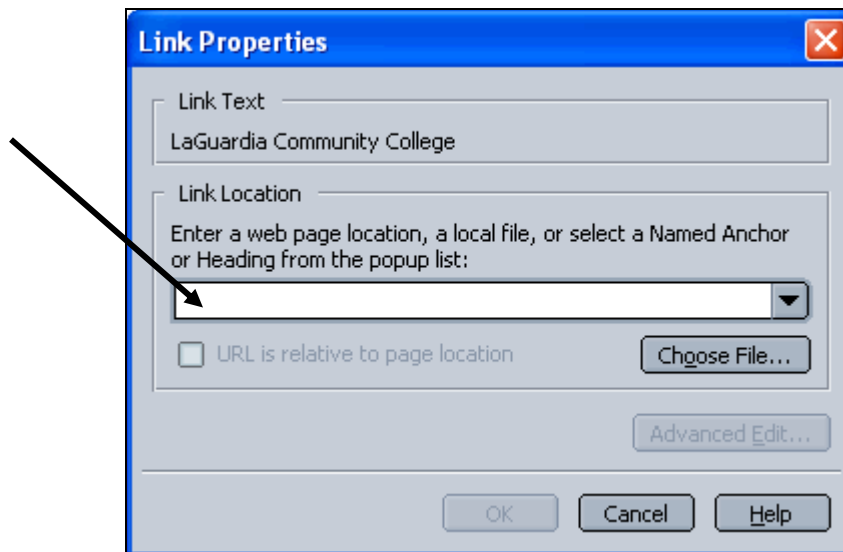 Link Properties
Link Text
LaGuardia Community College
Link Location
Enter a web page location, a local file, or select a Named Anchor
or Heading from the popup list:
URL is relative to page location
Choose File...
Advanced Edit...
OK
Cancel
Help